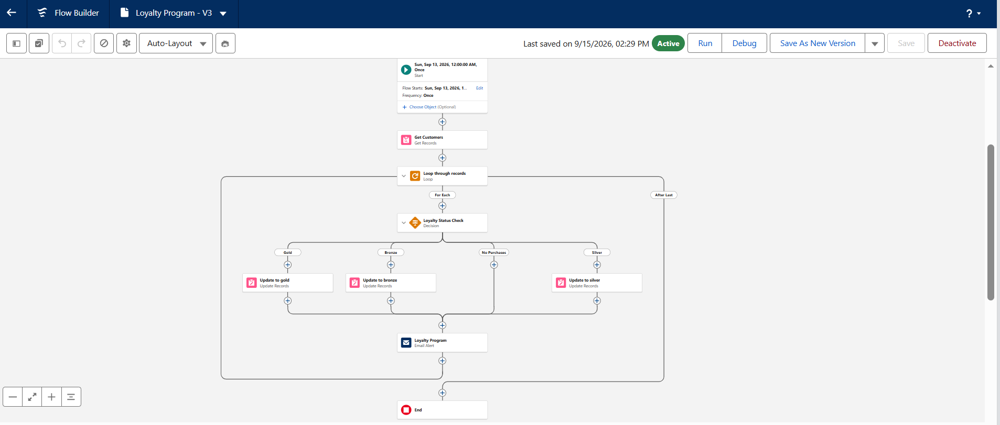 Flow Builder
Loyalty Program - V3
?
Auto-Layout
Last saved on 9/15/2026, 02:29 PM
Active
Run
Debug
Save As New Version
Save
Deactivate
Sun, Sep 13, 2026, 12:00:00 AM,
Once
Start
Flow Starts: Sun, Sep 13, 2026, 1...
Edit
Frequency: Once
+ Choose Object (Optional)
Get Customers
Get Records
Loop through records
Loop
For Each
After Last
Loyalty Status Check
Decision
Gold
Bronze
No Purchases
Silver
Update to gold
Update Records
Update to bronze
Update Records
Update to silver
Update Records
Loyalty Program
Email Alert
End